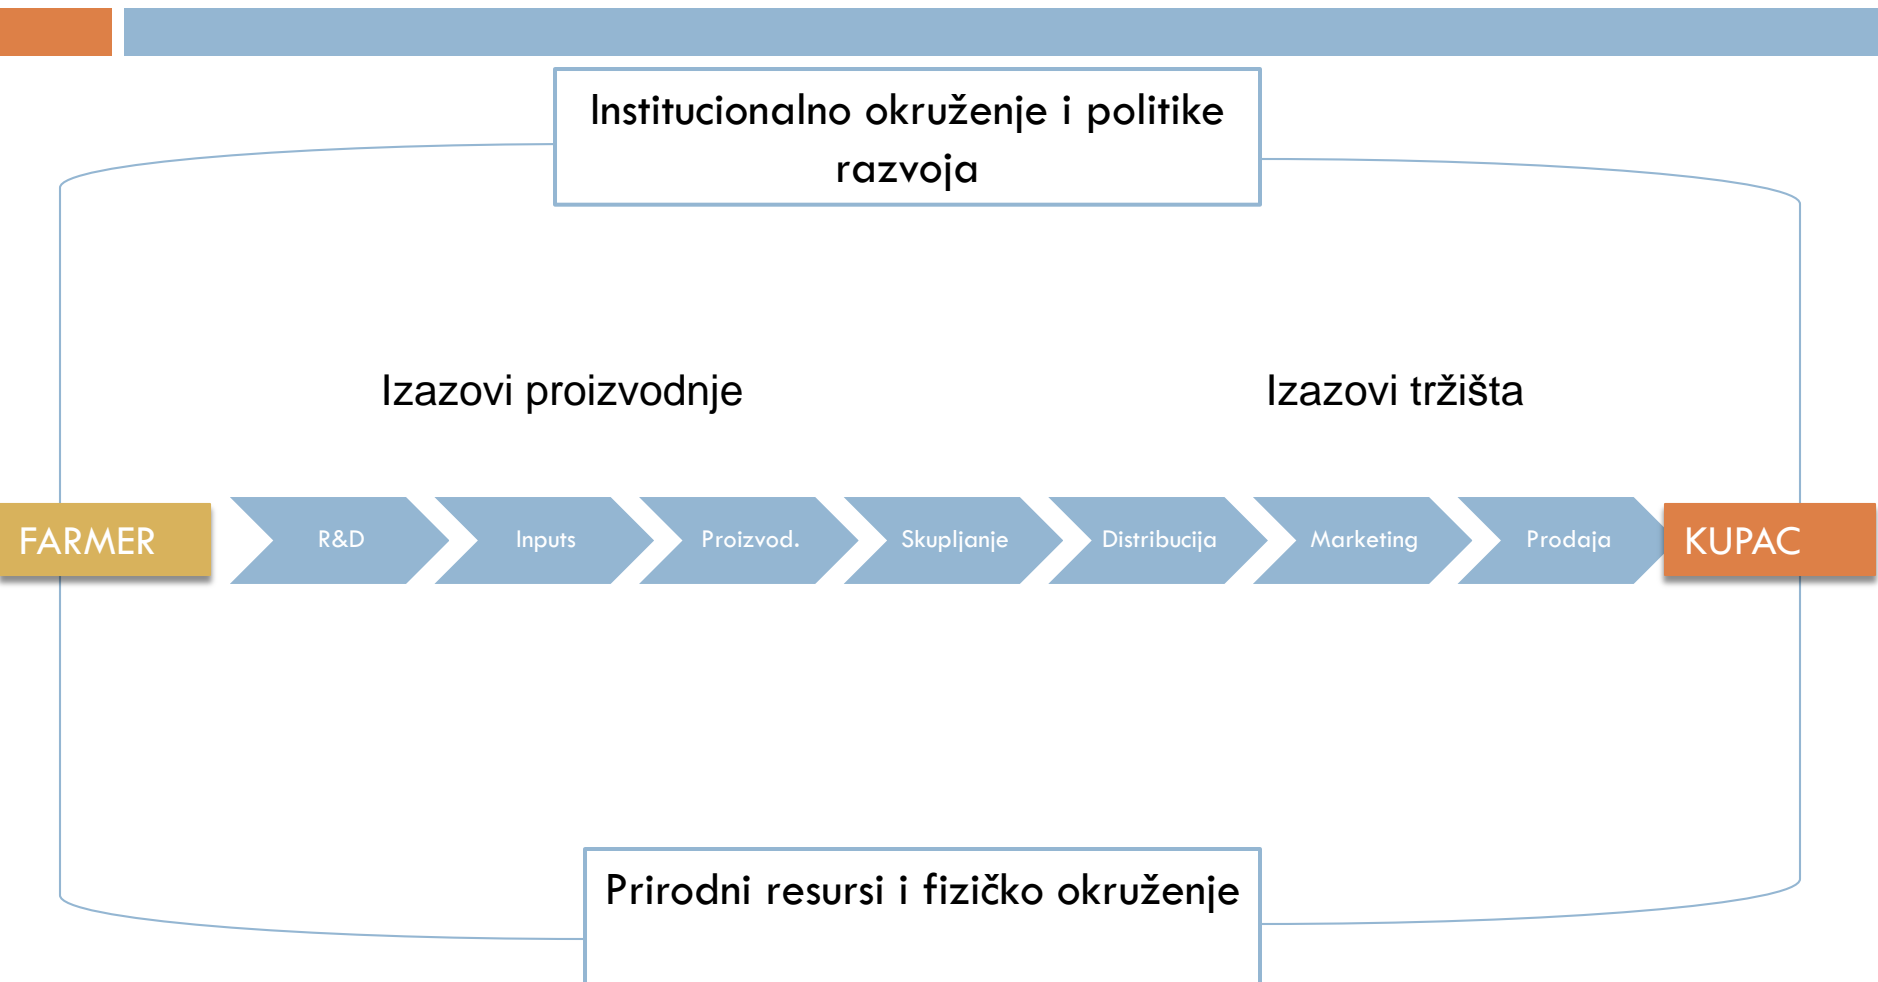 Institucionalno okruženje i politike
razvoja
Izazovi proizvodnje
Izazovi tržišta
FARMER
R&D
Inputs
Proizvod.
Skupljanje
Distribucija
Marketing
Prodaja
KUPAC
Prirodni resursi i fizičko okruženje